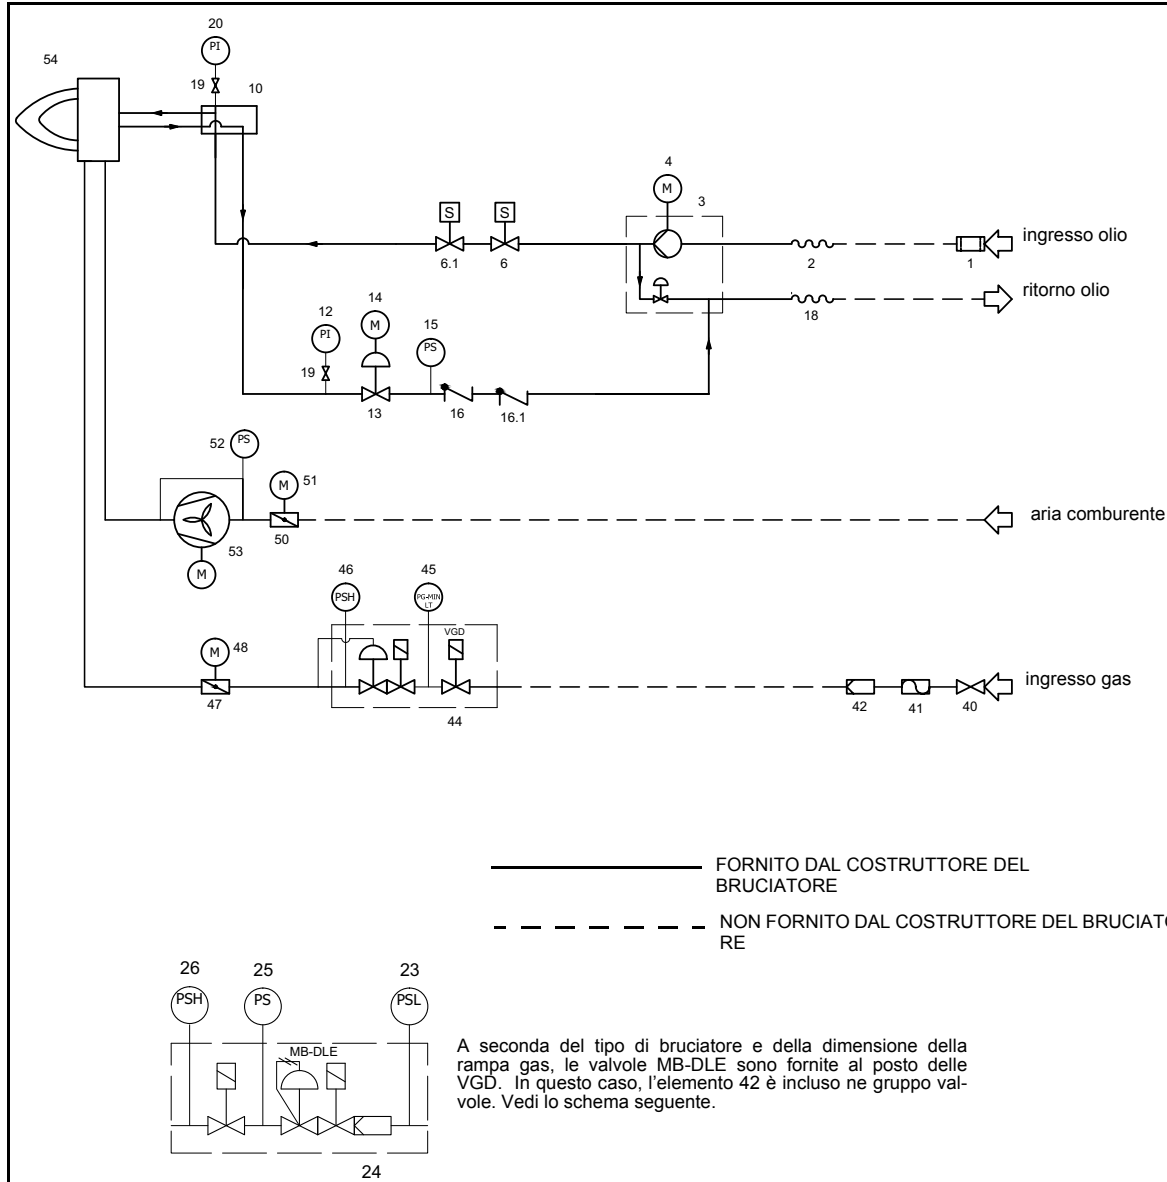 20
PI
54
19
10
4
M
3
S
S
ingresso olio
6.1
6
2
1
ritorno olio
14
18
12
M
15
PI
PS
19
13
16
16.1
52
PS
51
M
aria comburente
50
53
M
46
45
PSH
PG-MIN
LT
VGD
48
M
ingresso gas
47
44
42
41
40
FORNITO DAL COSTRUTTORE DEL
BRUCIATORE
NON FORNITO DAL COSTRUTTORE DEL BRUCIATO
RE
26
25
23
PSH
PS
PSL
MB-DLE
A seconda del tipo di bruciatore e della dimensione della
rampa gas, le valvole MB-DLE sono fornite al posto delle
VGD. In questo caso, l'elemento 42 è incluso ne gruppo val-
vole. Vedi lo schema seguente.
24